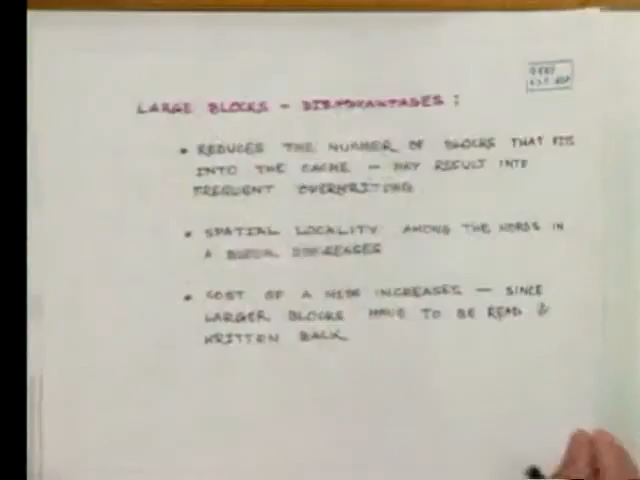 LARGE BLOCKS - DISADVANTAGES :
• REDUCES THE NUMBER OF BLOCKS THAT FITS
INTO THE CACHE - MAY RESULT INTO
FREQUENT OVERWRITING
• SPATIAL LOCALITY AMONG THE WORDS IN
A BLOCK DECREASES
• COST OF A MISS INCREASES - SINCE
LARGER BLOCKS HAVE TO BE READ &
WRITTEN BACK